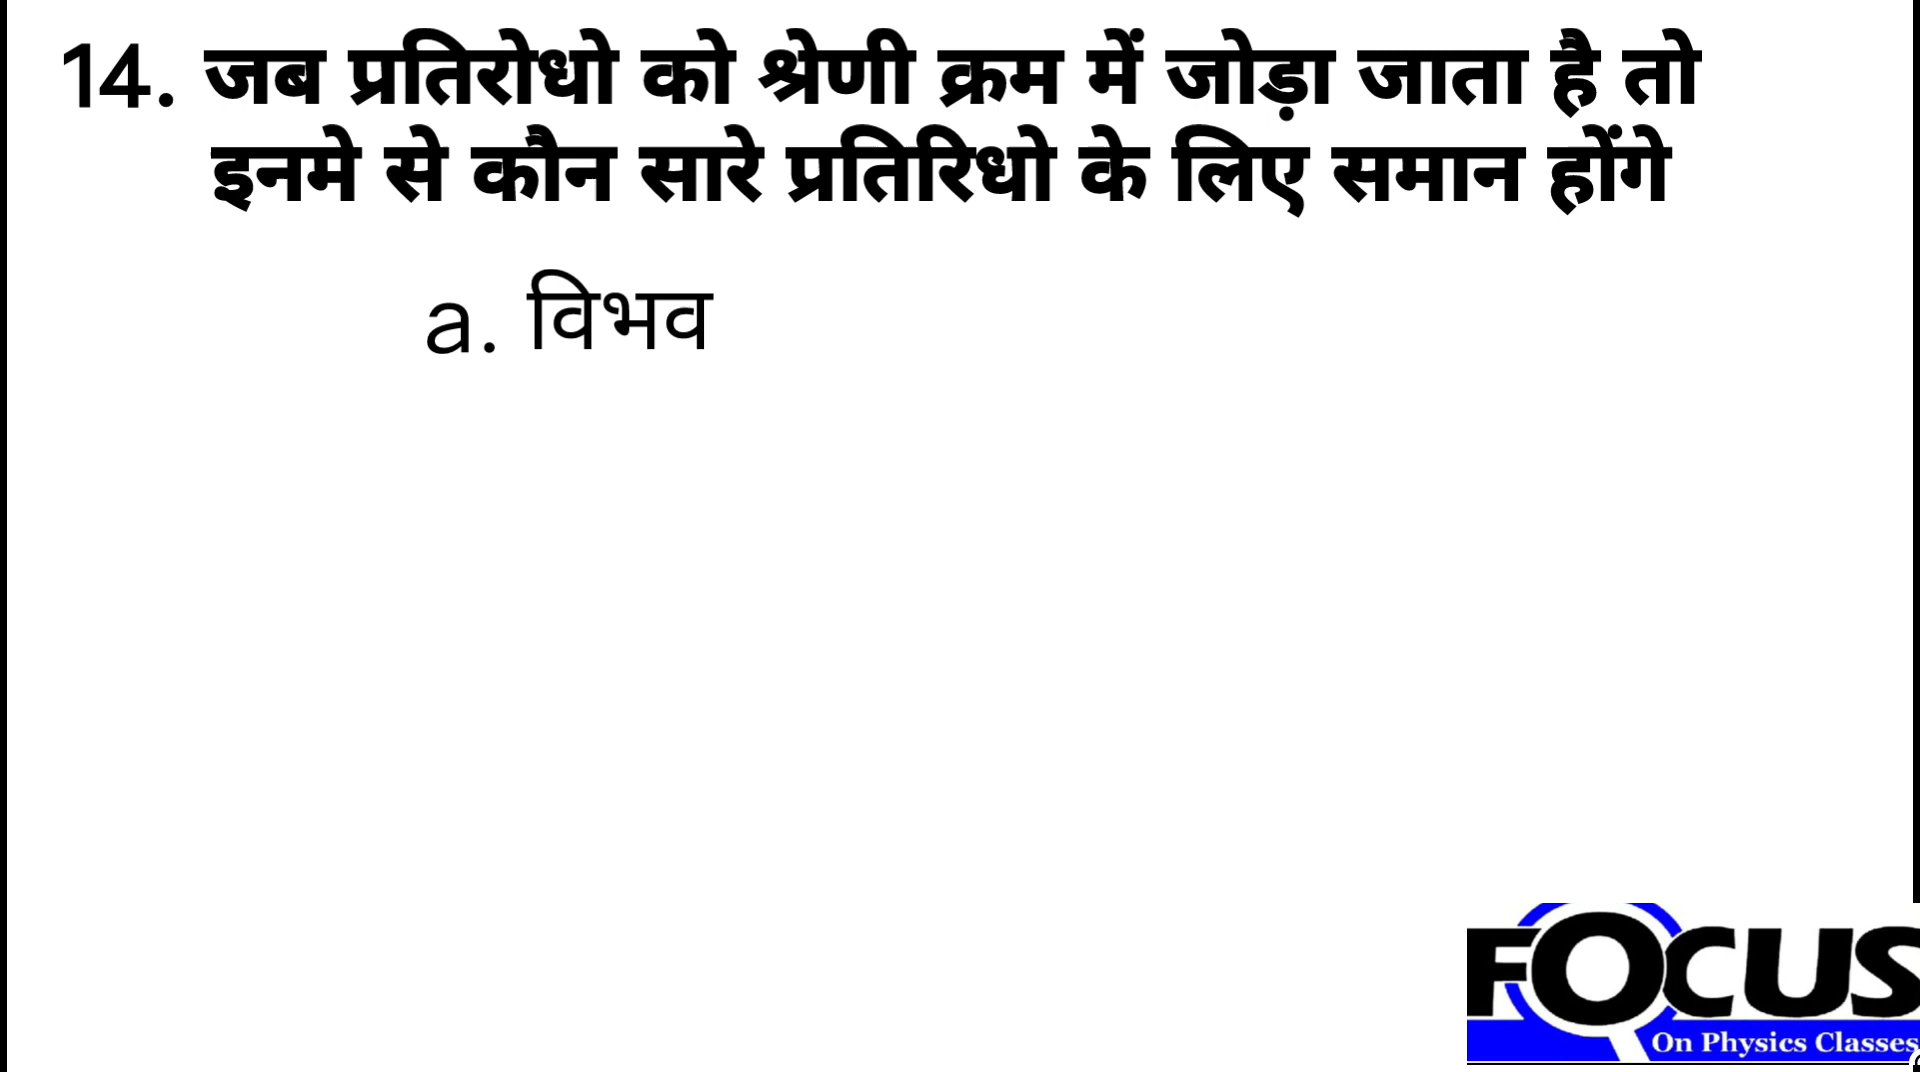 14. जब प्रतिरोधो को श्रेणी क्रम में जोड़ा जाता है तो
इनमे से कौन सारे प्रतिरिधो के लिए समान होंगे
a. विभव
FOCUS
On Physics Classes